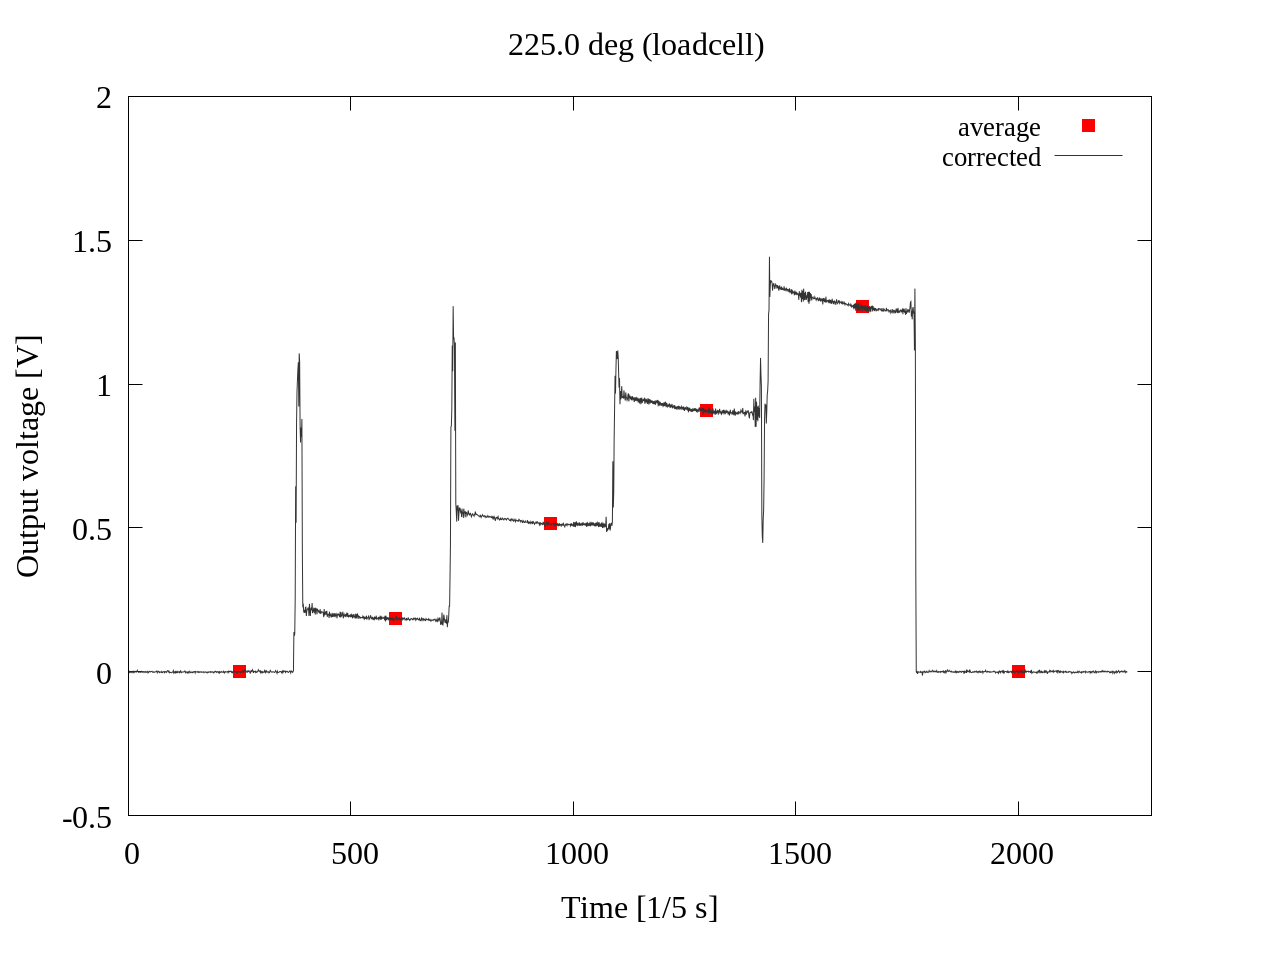 225.0 deg (loadcell)
average
corrected
2
1.5
1
0.5
0
-0.5
Output voltage [V]
0 500 1000 1500 2000
Time [1/5 s]